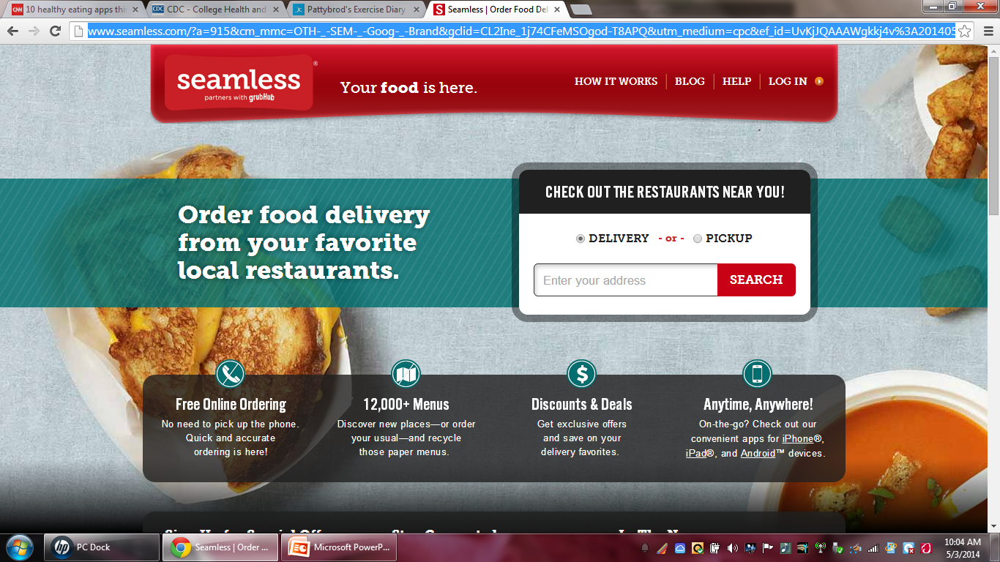 10 healthy eating apps this
CDC - College Health and
Pattybrod's Exercise Diary
Seamless | Order Food Del
www.seamless.com/?a=915&cm_mmc=OTH-_-SEM-_-Goog-_-Brand&gclid=CL2Ine_1j74CFeMSOgod-T8APQ&utm_medium=cpc&ef_id=UvKjJQAAAWgkkj4v%3A201405
seamless®
partners with grubHub
Your food is here.
HOW IT WORKS
BLOG
HELP
LOG IN
Order food delivery
from your favorite
local restaurants.
CHECK OUT THE RESTAURANTS NEAR YOU!
DELIVERY - or - PICKUP
Enter your address
SEARCH
Free Online Ordering
No need to pick up the phone.
Quick and accurate
ordering is here!
12,000+ Menus
Discover new places—or order
your usual—and recycle
those paper menus.
$
Discounts & Deals
Get exclusive offers
and save on your
delivery favorites.
Anytime, Anywhere!
On-the-go? Check out our
convenient apps for iPhone®,
iPad®, and Android™ devices.
PC Dock
Seamless | Order ...
Microsoft PowerP...
10:04 AM
5/3/2014